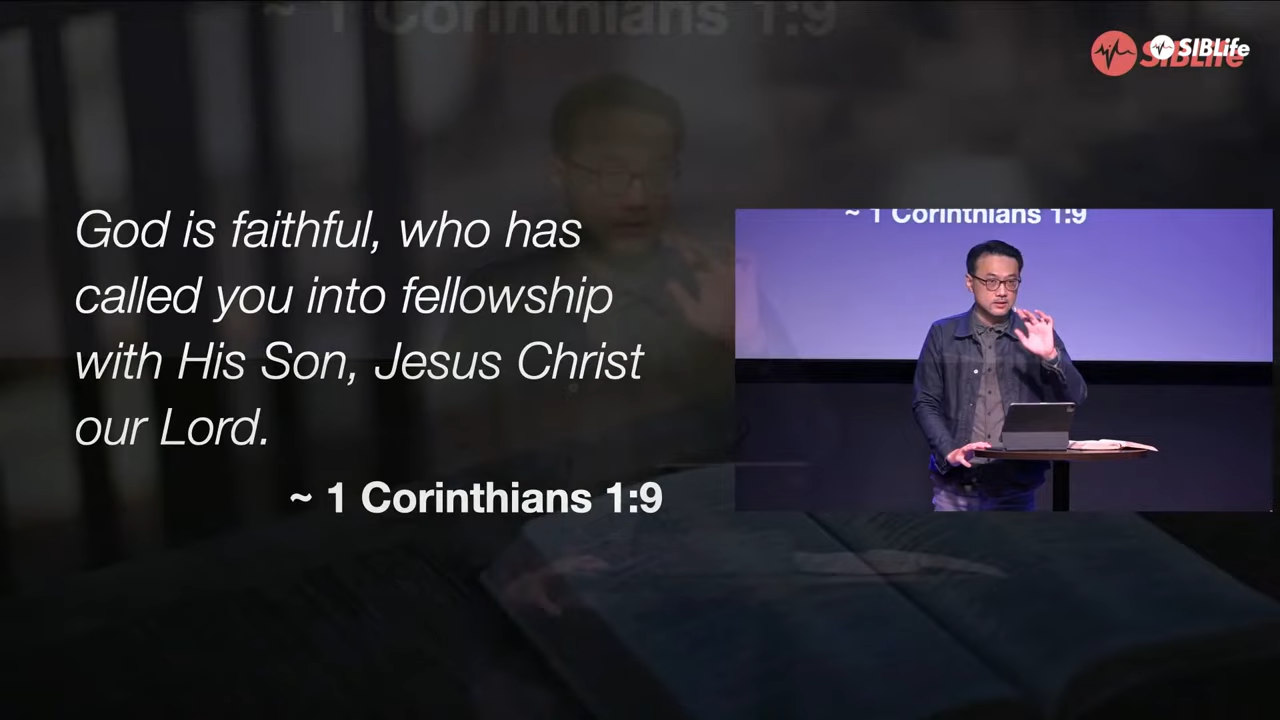 ~ 1 Corinthians 1:9
SIBLife
SIBLife
God is faithful, who has
called you into fellowship
with His Son, Jesus Christ
our Lord.
~ 1 Corinthians 1:9
~ 1 Corinthians 1:9